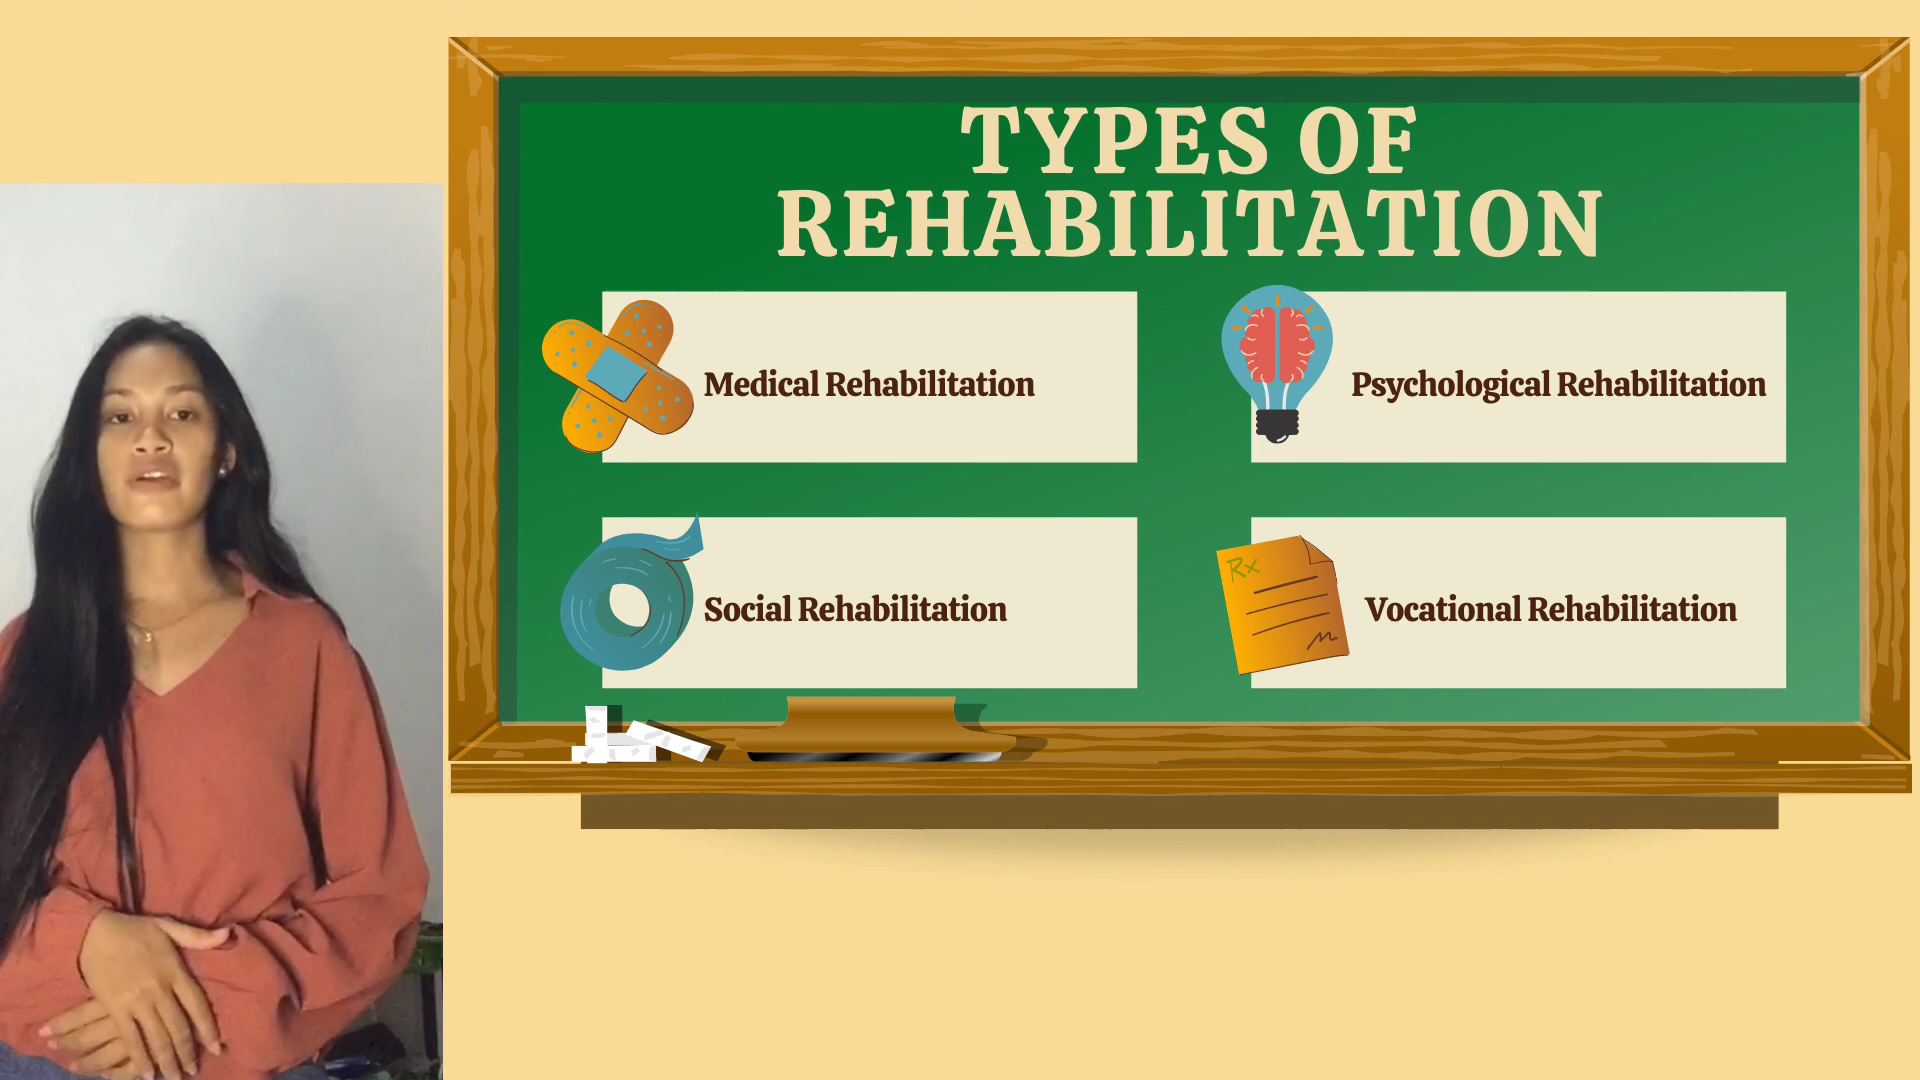 TYPES OF
REHABILITATION
Medical Rehabilitation
Psychological Rehabilitation
Social Rehabilitation
Rx
Vocational Rehabilitation